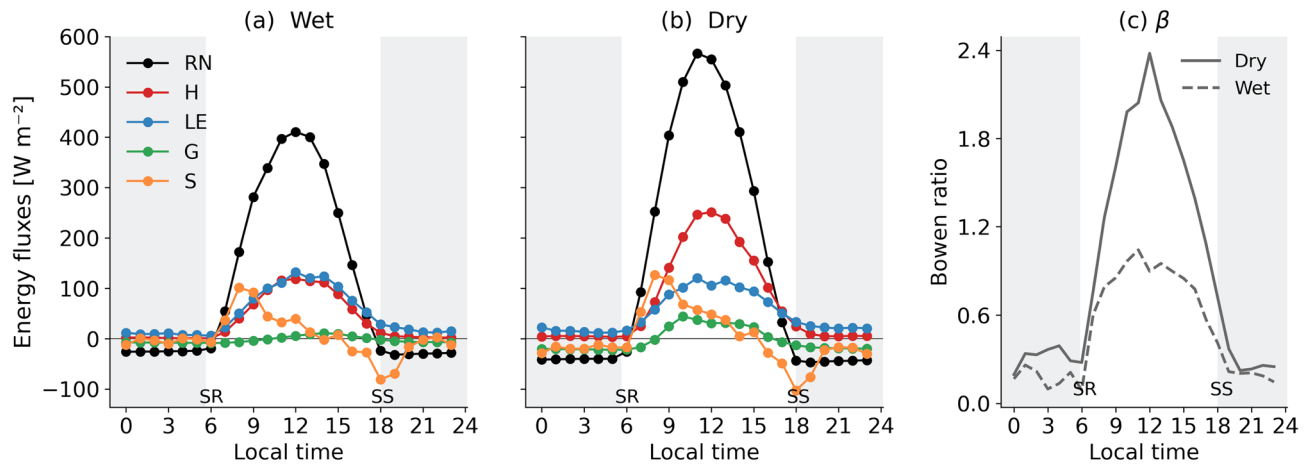 (a) Wet
(b) Dry
(c) β
Energy fluxes [W m⁻²]
600
500
400
300
200
100
0
−100
RN
H
LE
G
S
SR
SS
0 3 6 9 12 15 18 21 24
Local time
SR
SS
0 3 6 9 12 15 18 21 24
Local time
Bowen ratio
2.4
1.8
1.2
0.6
0.0
Dry
Wet
SR
SS
0 3 6 9 12 15 18 21 24
Local time